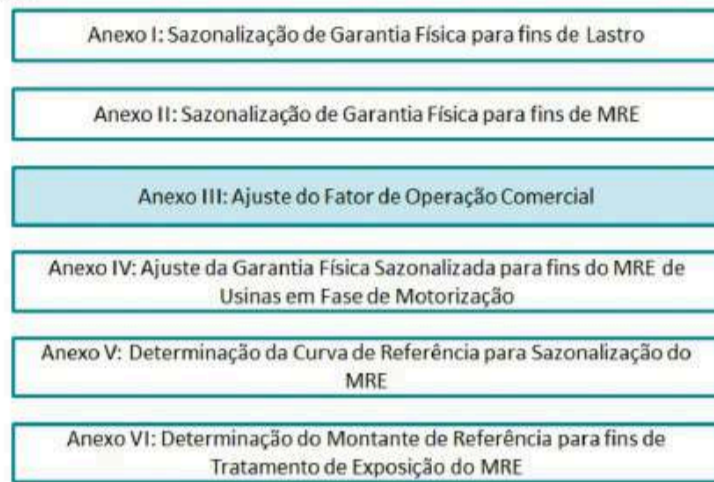 Anexo I: Sazonalização de Garantia Física para fins de Lastro
Anexo II: Sazonalização de Garantia Física para fins de MRE
Anexo III: Ajuste do Fator de Operação Comercial
Anexo IV: Ajuste da Garantia Física Sazonalizada para fins do MRE de
Usinas em Fase de Motorização
Anexo V: Determinação da Curva de Referência para Sazonalização do
MRE
Anexo VI: Determinação do Montante de Referência para fins de
Tratamento de Exposição do MRE